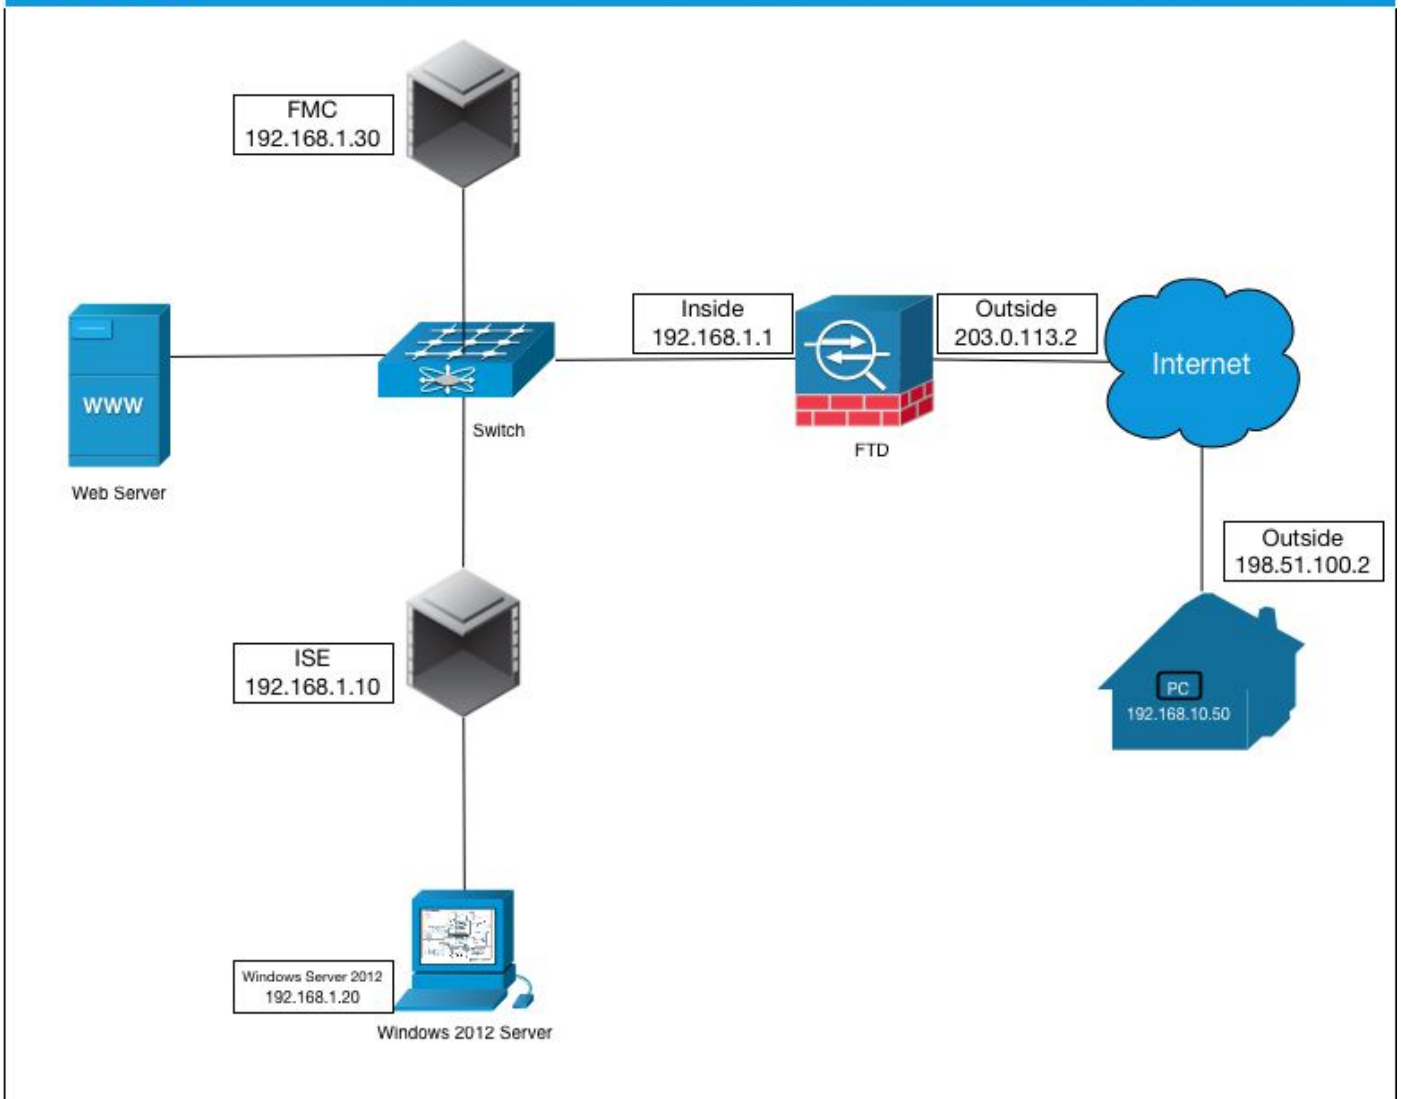 FMC
192.168.1.30
Inside
192.168.1.1
Outside
203.0.113.2
Internet
WWW
Switch
FTD
Web Server
Outside
198.51.100.2
ISE
192.168.1.10
PC
192.168.10.50
Windows Server 2012
192.168.1.20
Windows 2012 Server